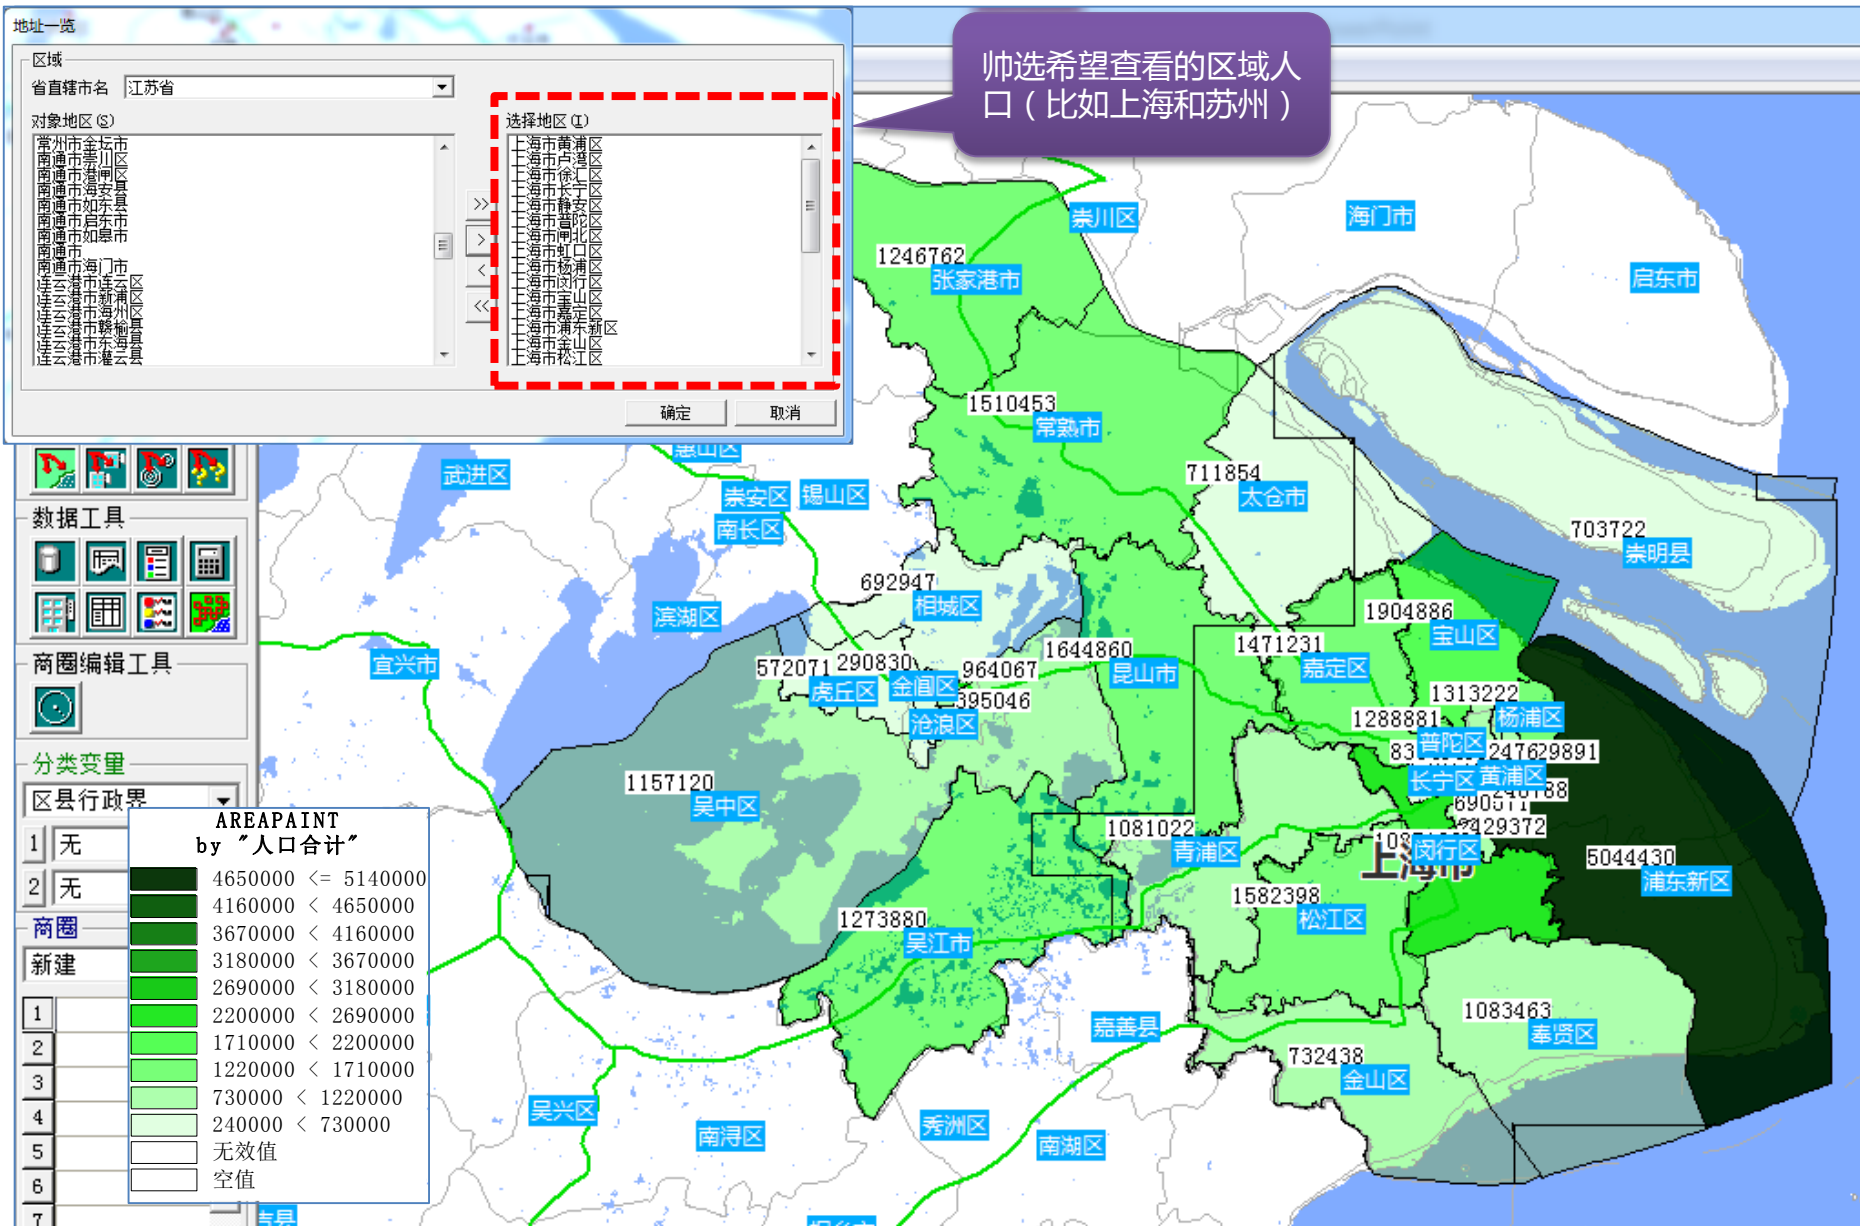 地址一览
区域
省直辖市名 江苏省
对象地区(S)
常州市金坛市
南通市崇川区
南通市港闸区
南通市海安县
南通市如东县
南通市启东市
南通市如皋市
南通市
南通市海门市
连云港市连云区
连云港市新浦区
连云港市海州区
连云港市赣榆县
连云港市东海县
连云港市灌云县
>>
>
<
<<
选择地区(I)
上海市黄浦区
上海市卢湾区
上海市徐汇区
上海市长宁区
上海市静安区
上海市普陀区
上海市闸北区
上海市虹口区
上海市杨浦区
上海市闵行区
上海市宝山区
上海市嘉定区
上海市浦东新区
上海市金山区
上海市松江区
确定 取消
帅选希望查看的区域人
口（比如上海和苏州）
数据工具
商圈编辑工具
分类变量
区县行政界
1 无
2 无
商圈
新建
1
2
3
4
5
6
7
AREAPAINT
by "人口合计"
4650000 <= 5140000
4160000 < 4650000
3670000 < 4160000
3180000 < 3670000
2690000 < 3180000
2200000 < 2690000
1710000 < 2200000
1220000 < 1710000
730000 < 1220000
240000 < 730000
无效值
空值
崇川区
海门市
启东市
1246762
张家港市
1510453
常熟市
惠山区
武进区
崇安区
锡山区
南长区
711854
太仓市
703722
崇明县
692947
相城区
滨湖区
1904886
宝山区
宜兴市
572071
虎丘区
290830
金阊区
964067
395046
沧浪区
1644860
昆山市
1471231
嘉定区
1313222
杨浦区
1288881
普陀区
长宁区
黄浦区
690571
2429372
闵行区
上海市
1157120
吴中区
1081022
青浦区
5044430
浦东新区
1582398
松江区
1273880
吴江市
嘉善县
1083463
奉贤区
732438
金山区
吴兴区
南浔区
秀洲区
南湖区